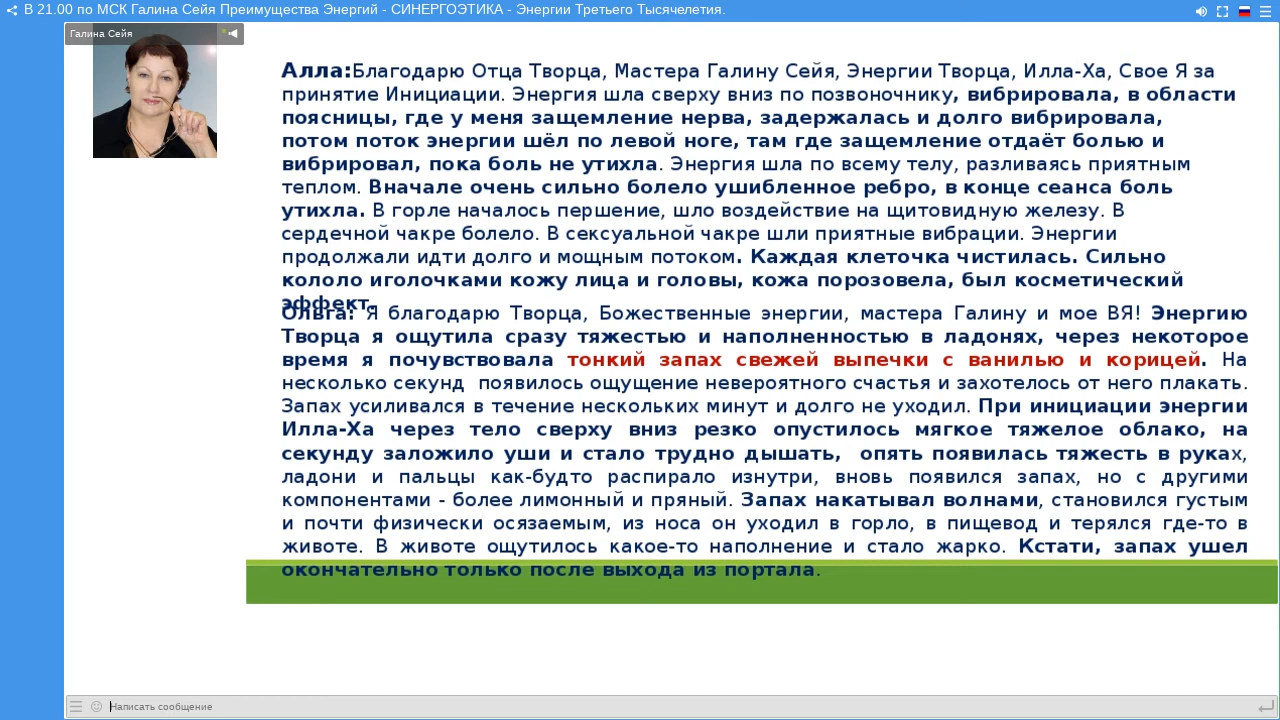 В 21.00 по МСК Галина Сейя Преимущества Энергий - СИНЕРГОЭТИКА - Энергии Третьего Тысячелетия.
Галина Сейя
Алла:Благодарю Отца Творца, Мастера Галину Сейя, Энергии Творца, Илла-Ха, Свое Я за
принятие Инициации. Энергия шла сверху вниз по позвоночнику, вибрировала, в области
поясницы, где у меня защемление нерва, задержалась и долго вибрировала,
потом поток энергии шёл по левой ноге, там где защемление отдаёт болью и
вибрировал, пока боль не утихла. Энергия шла по всему телу, разливаясь приятным
теплом. Вначале очень сильно болело ушибленное ребро, в конце сеанса боль
утихла. В горле началось першение, шло воздействие на щитовидную железу. В
сердечной чакре болело. В сексуальной чакре шли приятные вибрации. Энергии
продолжали идти долго и мощным потоком. Каждая клеточка чистилась. Сильно
кололо иголочками кожу лица и головы, кожа порозовела, был косметический
эффект.
Ольга: Я благодарю Творца, Божественные энергии, мастера Галину и мое ВЯ! Энергию
Творца я ощутила сразу тяжестью и наполненностью в ладонях, через некоторое
время я почувствовала тонкий запах свежей выпечки с ванилью и корицей. На
несколько секунд появилось ощущение невероятного счастья и захотелось от него плакать.
Запах усиливался в течение нескольких минут и долго не уходил. При инициации энергии
Илла-Ха через тело сверху вниз резко опустилось мягкое тяжелое облако, на
секунду заложило уши и стало трудно дышать, опять появилась тяжесть в руках,
ладони и пальцы как-будто распирало изнутри, вновь появился запах, но с другими
компонентами - более лимонный и пряный. Запах накатывал волнами, становился густым
и почти физически осязаемым, из носа он уходил в горло, в пищевод и терялся где-то в
животе. В животе ощутилось какое-то наполнение и стало жарко. Кстати, запах ушел
окончательно только после выхода из портала.
Написать сообщение